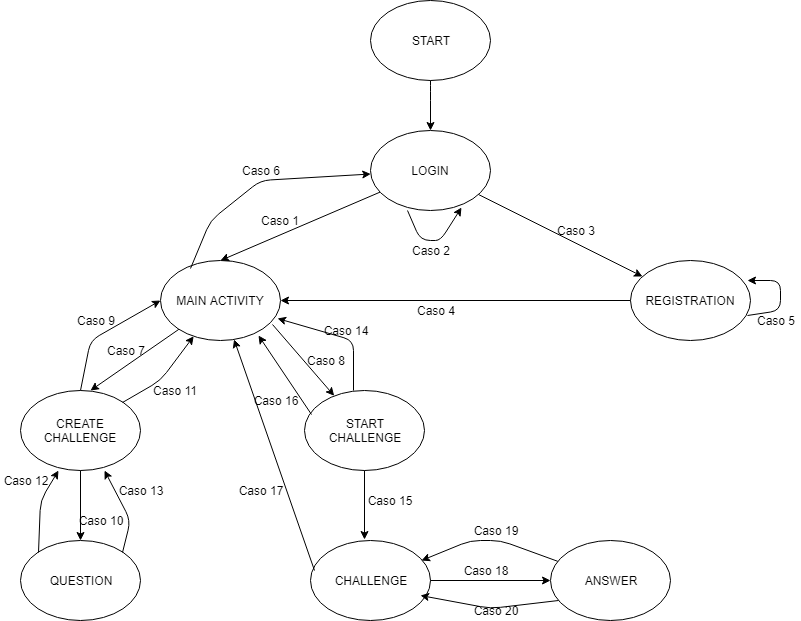 START
LOGIN
Caso 6
Caso 1
Caso 2
Caso 3
MAIN ACTIVITY
REGISTRATION
Caso 4
Caso 5
Caso 9
Caso 7
Caso 11
Caso 14
Caso 8
Caso 16
CREATE
CHALLENGE
START
CHALLENGE
Caso 12
Caso 13
Caso 10
Caso 17
Caso 15
QUESTION
CHALLENGE
Caso 19
Caso 18
Caso 20
ANSWER